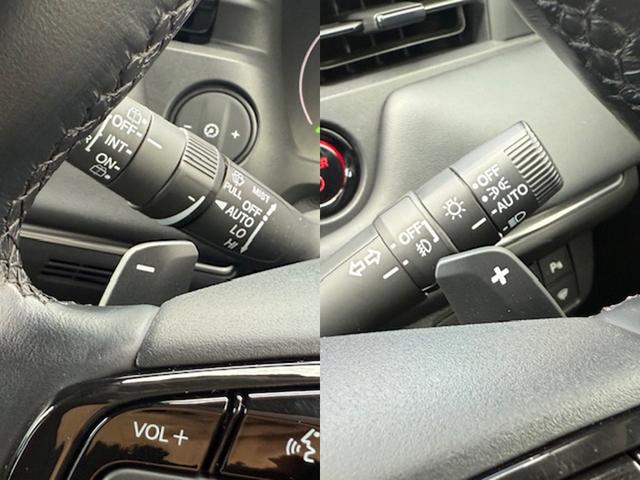 OFF
INT
ON
PULL
MIST
OFF
AUTO
LO
HI
-
P
+
-
VOL+
OFF
OFF
AUTO
+
P